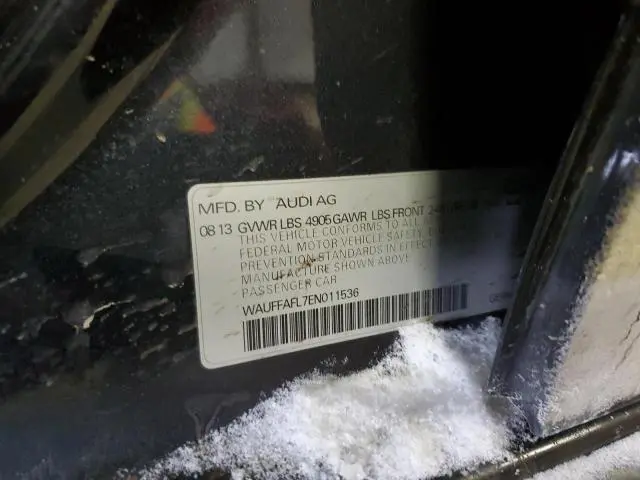 MFD. BY AUDI AG
08 13 GVWR LBS 4905 GAWR LBS FRONT
THIS VEHICLE CONFORMS TO ALL
FEDERAL MOTOR VEHICLE SAFETY, BU
PREVENTION STANDARDS IN EFFECT
MANUFACTURE SHOWN ABOVE
PASSENGER CAR
WAUFFAFL7EN011536